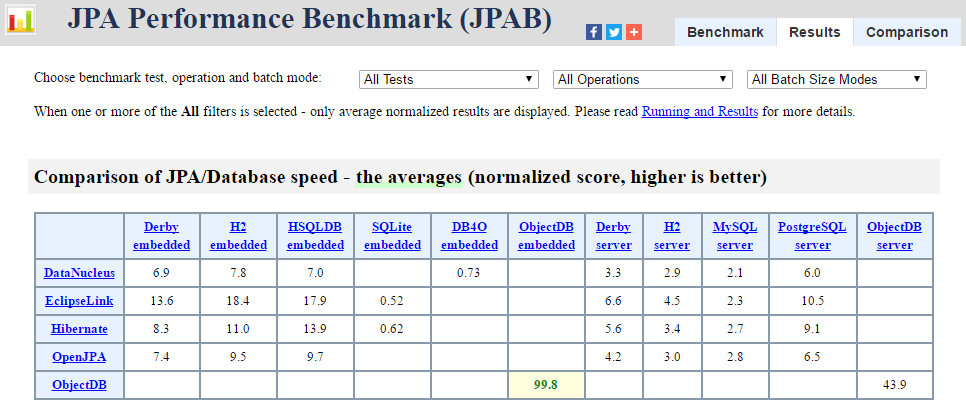 JPA Performance Benchmark (JPAB)
Benchmark Results Comparison
Choose benchmark test, operation and batch mode: All Tests All Operations All Batch Size Modes
When one or more of the All filters is selected - only average normalized results are displayed. Please read Running and Results for more details.
Comparison of JPA/Database speed - the averages (normalized score, higher is better)
Derby embedded H2 embedded HSQLDB embedded SQLite embedded DB4O embedded ObjectDB embedded Derby server H2 server MySQL server PostgreSQL server ObjectDB server
DataNucleus 6.9 7.8 7.0 0.73 3.3 2.9 2.1 6.0
EclipseLink 13.6 18.4 17.9 0.52 6.6 4.5 2.3 10.5
Hibernate 8.3 11.0 13.9 0.62 5.6 3.4 2.7 9.1
OpenJPA 7.4 9.5 9.7 4.2 3.0 2.8 6.5
ObjectDB 99.8 43.9